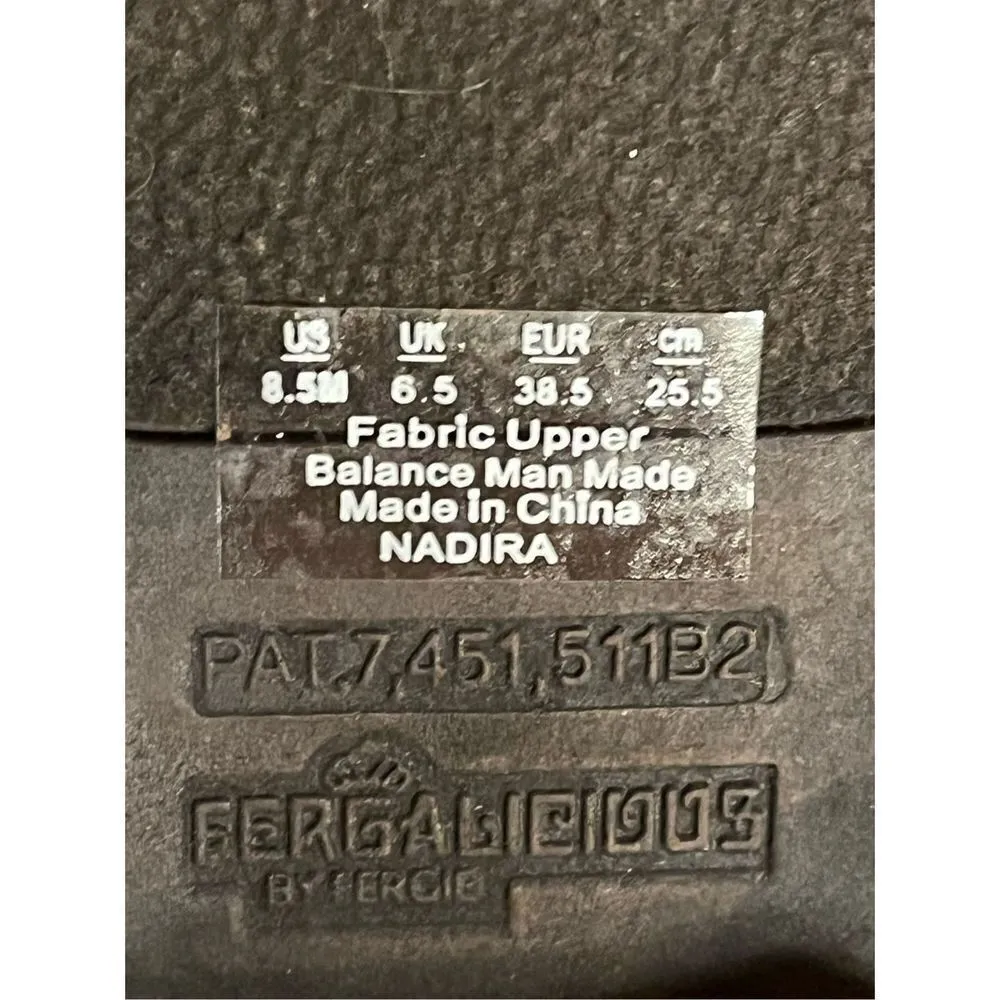 US UK EUR cm
8.5M 6.5 38.5 25.5
Fabric Upper
Balance Man Made
Made in China
NADIRA
PAT.7,451,511B2
FERGALICIOUS
BY FERGIE